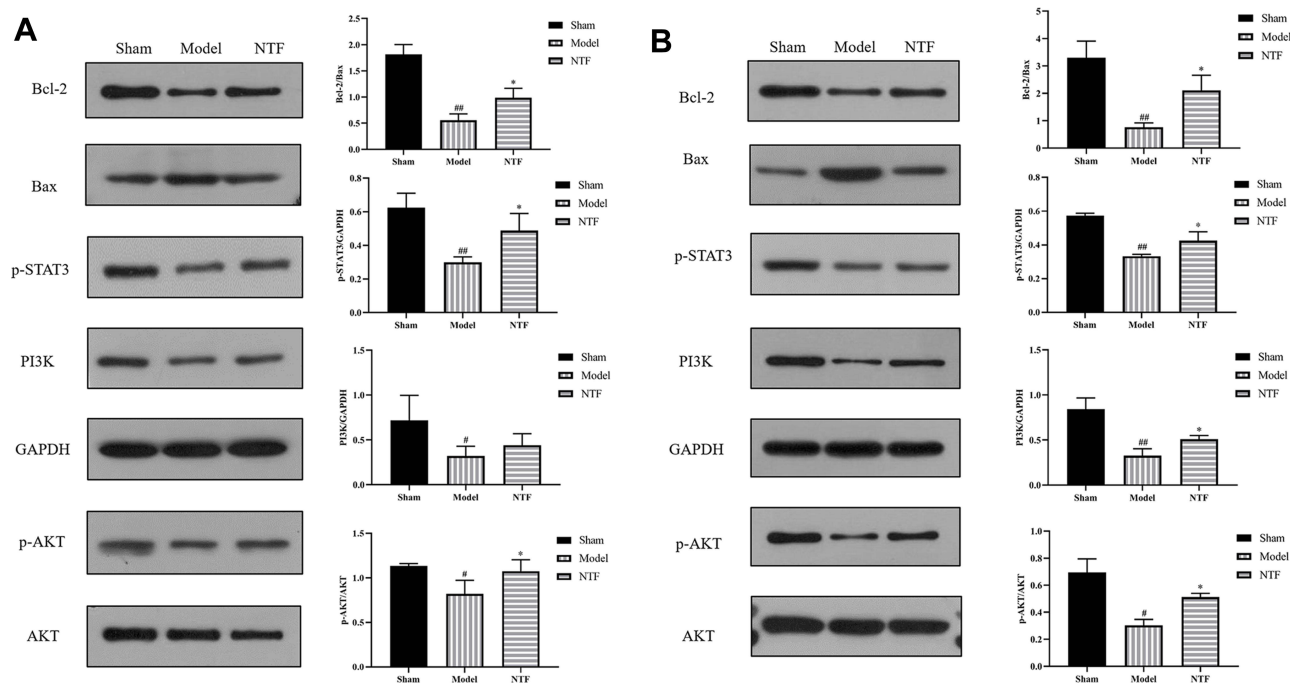 A
Sham Model NTF
Bcl-2
Bax
p-STAT3
PI3K
GAPDH
p-AKT
AKT
Bcl-2/Bax
2.0
1.5
1.0
0.5
0.0
##
*
Sham Model NTF
Sham
Model
NTF
p-STAT3/GAPDH
0.8
0.6
0.4
0.2
0.0
##
*
Sham Model NTF
Sham
Model
NTF
PI3K/GAPDH
1.5
1.0
0.5
0.0
#
Sham Model NTF
Sham
Model
NTF
p-AKT/AKT
1.5
1.0
0.5
0.0
#
*
Sham Model NTF
Sham
Model
NTF
B
Sham Model NTF
Bcl-2
Bax
p-STAT3
PI3K
GAPDH
p-AKT
AKT
Bcl-2/Bax
5
4
3
2
1
0
##
*
Sham Model NTF
Sham
Model
NTF
p-STAT3/GAPDH
0.8
0.6
0.4
0.2
0.0
##
*
Sham Model NTF
Sham
Model
NTF
PI3K/GAPDH
1.5
1.0
0.5
0.0
##
*
Sham Model NTF
Sham
Model
NTF
p-AKT/AKT
1.0
0.8
0.6
0.4
0.2
0.0
#
*
Sham Model NTF
Sham
Model
NTF